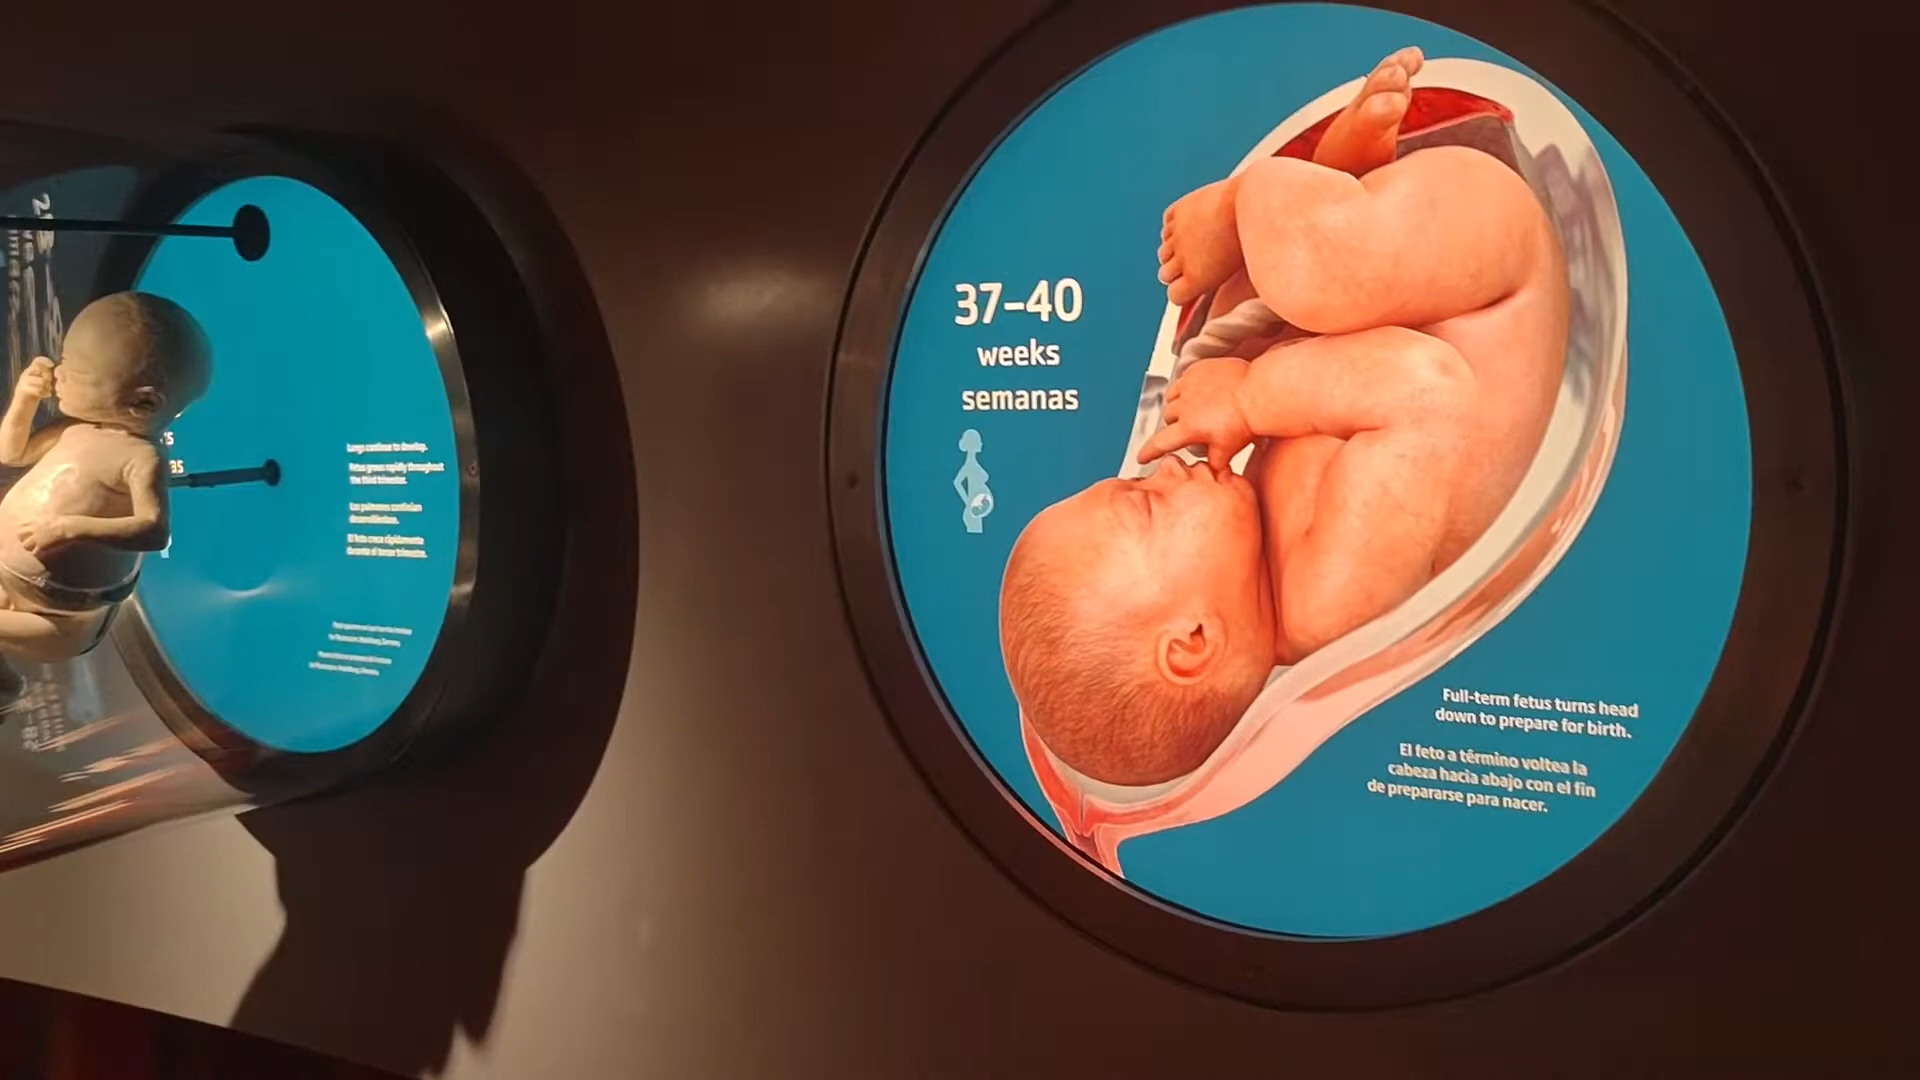 Lungs continue to develop.
Fetus grows rapidly throughout
the third trimester.
Los pulmones continúan
desarrollándose.
El feto crece rápidamente
durante el tercer trimestre.
37–40
weeks
semanas
Full-term fetus turns head
down to prepare for birth.
El feto a término voltea la
cabeza hacia abajo con el fin
de prepararse para nacer.